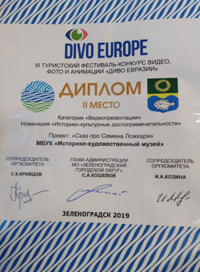 DIVO EUROPE
III ТУРИСТСКИЙ ФЕСТИВАЛЬ-КОНКУРС ВИДЕО,
ФОТО И АНИМАЦИИ «ДИВО ЕВРАЗИИ»
ДИПЛОМ
II МЕСТО
Категория «Видеопрезентации»
Номинация «Историко-культурные достопримечательности»
Проект: «Сказ про Семена Ложкаря»
МБУК «Историко-художественный музей»
СОПРЕДСЕДАТЕЛЬ ОРГКОМИТЕТА С.А.КРИВЦОВ
ГЛАВА АДМИНИСТРАЦИИ МО «ЗЕЛЕНОГРАДСКИЙ ГОРОДСКОЙ ОКРУГ» С.А.КОШЕВОЙ
СОПРЕДСЕДАТЕЛЬ ОРГКОМИТЕТА И.А.КОЗИНА
ЗЕЛЕНОГРАДСК 2019